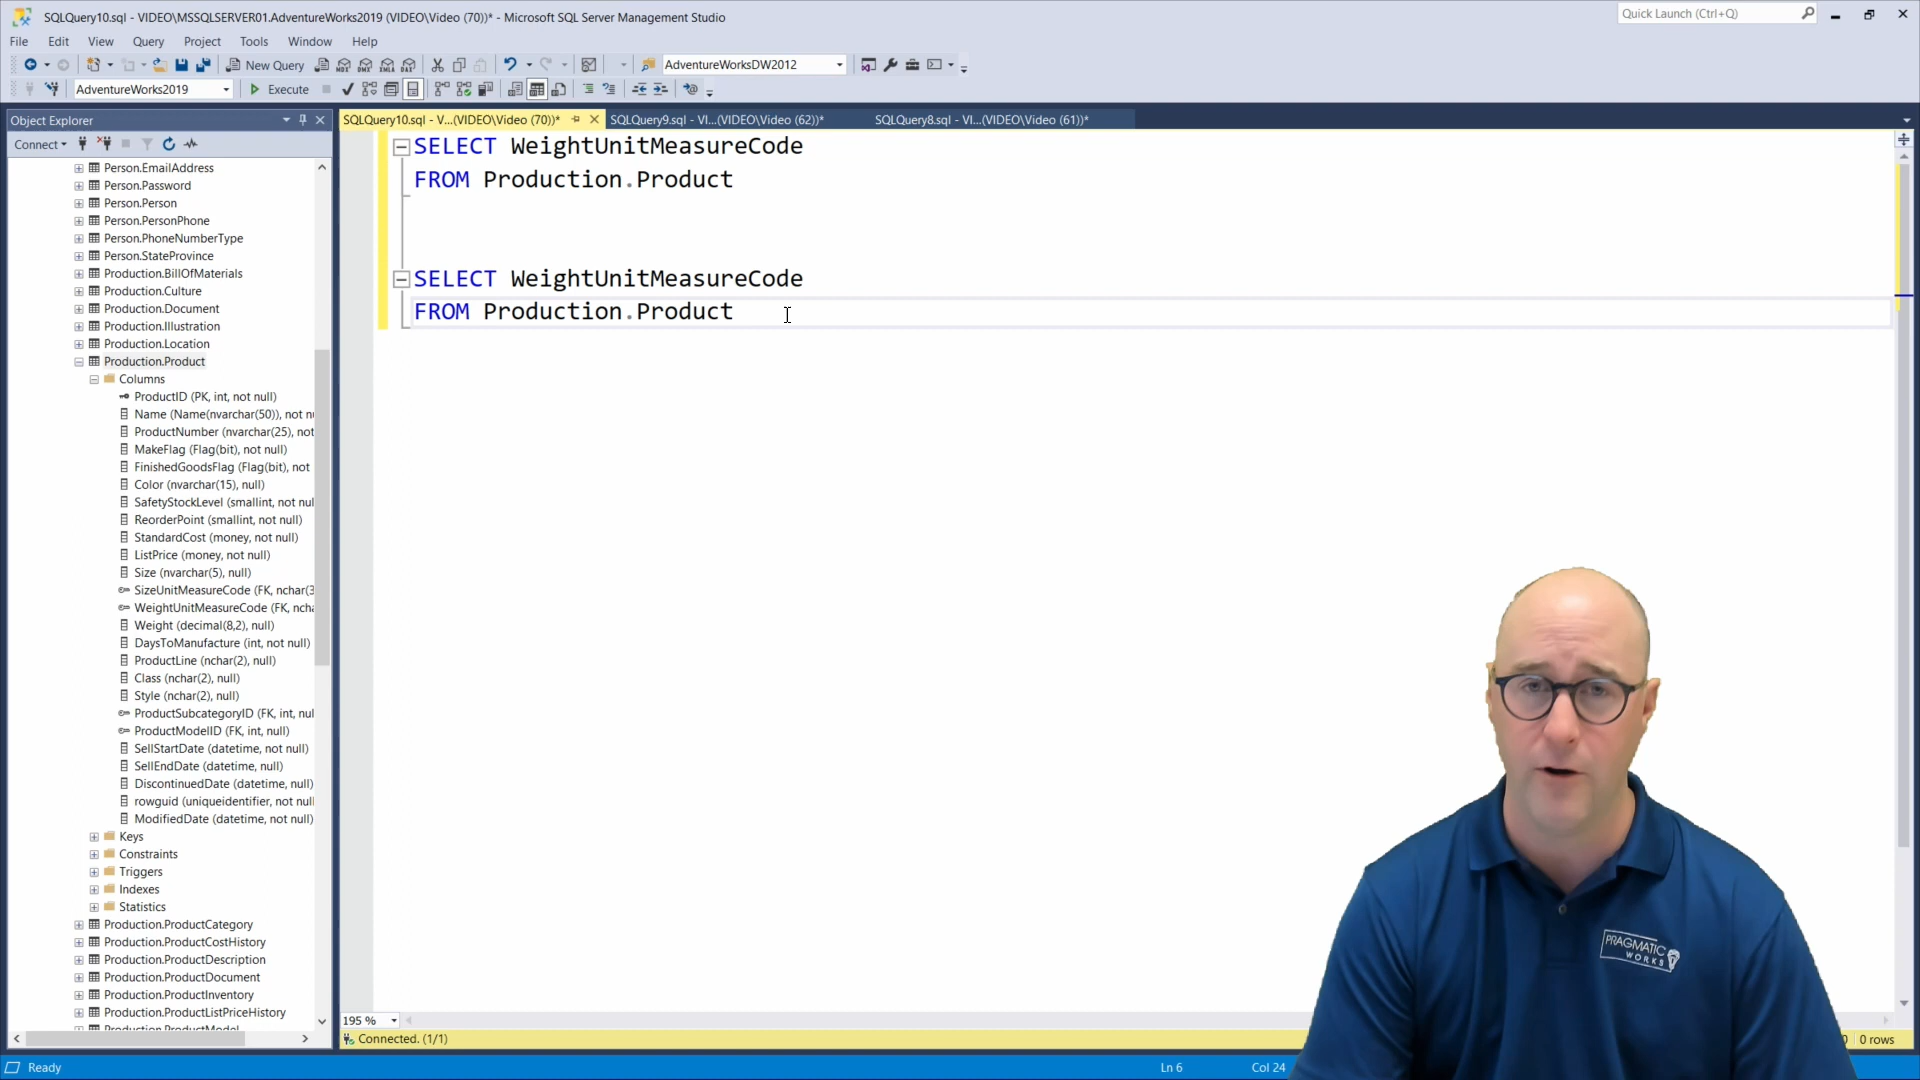 SQLQuery10.sql - VIDEO\MSSQLSERVER01.AdventureWorks2019 (VIDEO\Video (70))* - Microsoft SQL Server Management Studio
Quick Launch (Ctrl+Q)
File Edit View Query Project Tools Window Help
New Query MDX DMX XMLA DAX AdventureWorksDW2012
AdventureWorks2019 Execute
Object Explorer
SQLQuery10.sql - V...(VIDEO\Video (70))* SQLQuery9.sql - VI...(VIDEO\Video (62))* SQLQuery8.sql - VI...(VIDEO\Video (61))*
Connect
Person.EmailAddress
Person.Password
Person.Person
Person.PersonPhone
Person.PhoneNumberType
Person.StateProvince
Production.BillOfMaterials
Production.Culture
Production.Document
Production.Illustration
Production.Location
Production.Product
Columns
ProductID (PK, int, not null)
Name (Name(nvarchar(50)), not n
ProductNumber (nvarchar(25), not
MakeFlag (Flag(bit), not null)
FinishedGoodsFlag (Flag(bit), not
Color (nvarchar(15), null)
SafetyStockLevel (smallint, not nul
ReorderPoint (smallint, not null)
StandardCost (money, not null)
ListPrice (money, not null)
Size (nvarchar(5), null)
SizeUnitMeasureCode (FK, nchar(3
WeightUnitMeasureCode (FK, ncha
Weight (decimal(8,2), null)
DaysToManufacture (int, not null)
ProductLine (nchar(2), null)
Class (nchar(2), null)
Style (nchar(2), null)
ProductSubcategoryID (FK, int, nul
ProductModelID (FK, int, null)
SellStartDate (datetime, not null)
SellEndDate (datetime, null)
DiscontinuedDate (datetime, null)
rowguid (uniqueidentifier, not null
ModifiedDate (datetime, not null)
Keys
Constraints
Triggers
Indexes
Statistics
Production.ProductCategory
Production.ProductCostHistory
Production.ProductDescription
Production.ProductDocument
Production.ProductInventory
Production.ProductListPriceHistory
Production.ProductModel
SELECT WeightUnitMeasureCode
FROM Production.Product
SELECT WeightUnitMeasureCode
FROM Production.Product
PRAGMATIC
WORKS
195 %
Connected. (1/1)
0 rows
Ready
Ln 6
Col 24